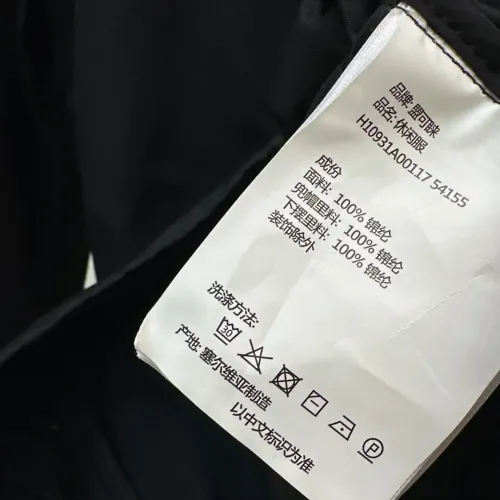 品牌: 盟可睐
品名: 休闲服
H10931A00117 54155
成份
面料: 100% 锦纶
兜帽里料: 100% 锦纶
下摆里料: 100% 锦纶
装饰除外
洗涤方法:
30
P
产地: 塞尔维亚制造
以中文标识为准